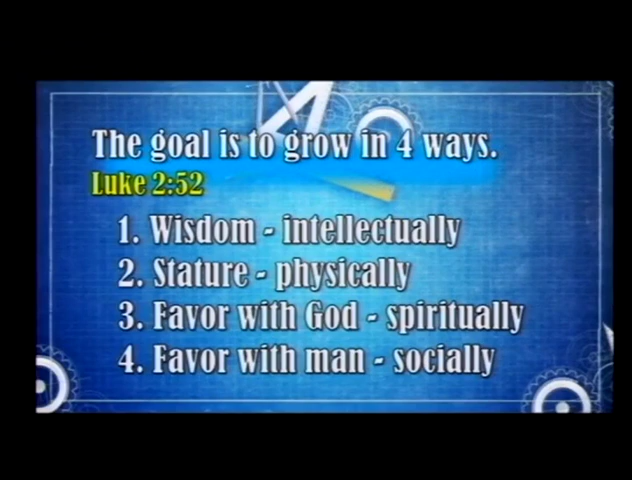 The goal is to grow in 4 ways.
Luke 2:52
1. Wisdom - intellectually
2. Stature - physically
3. Favor with God - spiritually
4. Favor with man - socially